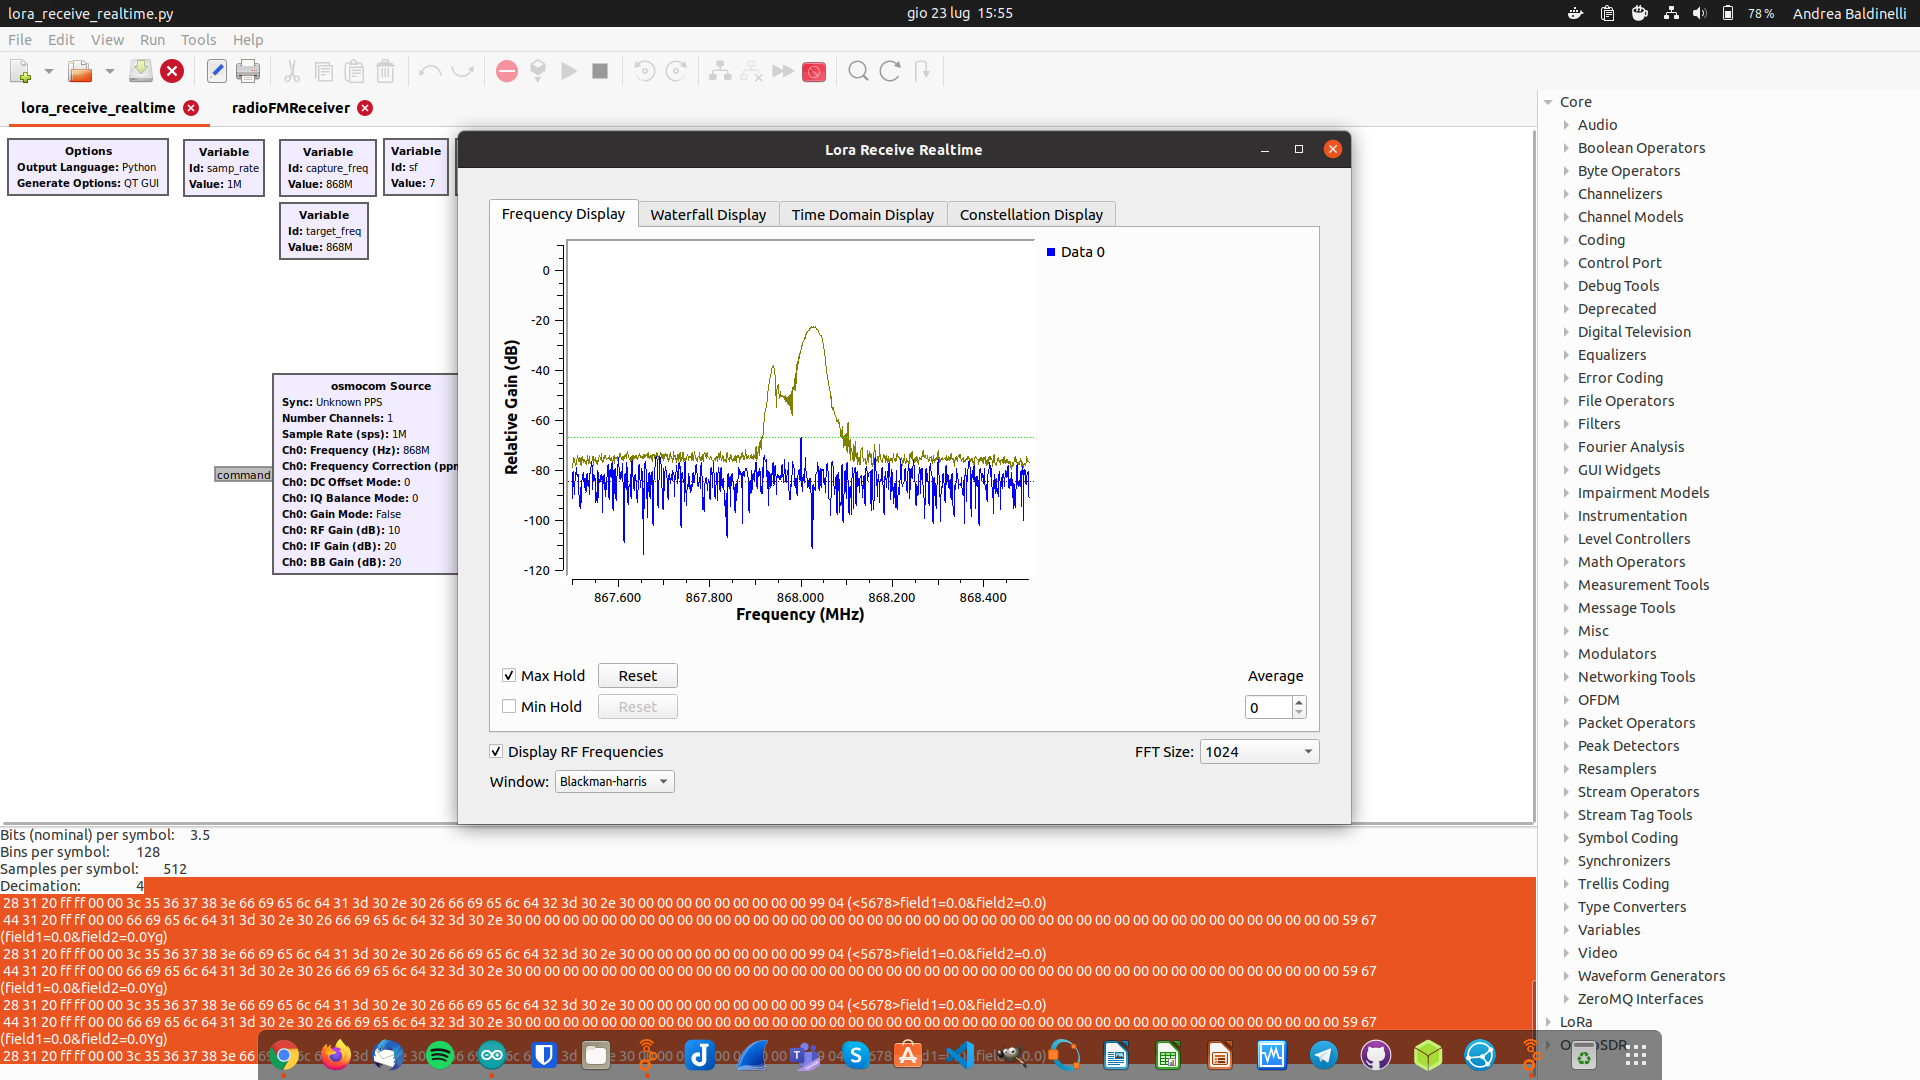 lora_receive_realtime.py
gio 23 lug 15:55
78 %
Andrea Baldinelli
File Edit View Run Tools Help
lora_receive_realtime
radioFMReceiver
Options
Output Language: Python
Generate Options: QT GUI
Variable
Id: samp_rate
Value: 1M
Variable
Id: capture_freq
Value: 868M
Variable
Id: sf
Value: 7
Variable
Id: target_freq
Value: 868M
command
osmocom Source
Sync: Unknown PPS
Number Channels: 1
Sample Rate (sps): 1M
Ch0: Frequency (Hz): 868M
Ch0: Frequency Correction (ppm
Ch0: DC Offset Mode: 0
Ch0: IQ Balance Mode: 0
Ch0: Gain Mode: False
Ch0: RF Gain (dB): 10
Ch0: IF Gain (dB): 20
Ch0: BB Gain (dB): 20
Lora Receive Realtime
Frequency Display
Waterfall Display
Time Domain Display
Constellation Display
Data 0
Relative Gain (dB)
0
-20
-40
-60
-80
-100
-120
867.600 867.800 868.000 868.200 868.400
Frequency (MHz)
Max Hold Reset
Min Hold Reset
Average
0
Display RF Frequencies
FFT Size: 1024
Window: Blackman-harris
Core
Audio
Boolean Operators
Byte Operators
Channelizers
Channel Models
Coding
Control Port
Debug Tools
Deprecated
Digital Television
Equalizers
Error Coding
File Operators
Filters
Fourier Analysis
GUI Widgets
Impairment Models
Instrumentation
Level Controllers
Math Operators
Measurement Tools
Message Tools
Misc
Modulators
Networking Tools
OFDM
Packet Operators
Peak Detectors
Resamplers
Stream Operators
Stream Tag Tools
Symbol Coding
Synchronizers
Trellis Coding
Type Converters
Variables
Video
Waveform Generators
ZeroMQ Interfaces
LoRa
Bits (nominal) per symbol: 3.5
Bins per symbol: 128
Samples per symbol: 512
Decimation: 4
28 31 20 ff ff 00 00 3c 35 36 37 38 3e 66 69 65 6c 64 31 3d 30 2e 30 26 66 69 65 6c 64 32 3d 30 2e 30 00 00 00 00 00 00 00 00 00 99 04 (<5678>field1=0.0&field2=0.0)
44 31 20 ff ff 00 00 66 69 65 6c 64 31 3d 30 2e 30 26 66 69 65 6c 64 32 3d 30 2e 30 00 00 00 00 00 00 00 00 00 00 00 00 00 00 00 00 00 00 00 00 00 00 00 00 00 00 00 00 00 00 00 00 00 00 00 00 00 00 00 59 67
(field1=0.0&field2=0.0Yg)
28 31 20 ff ff 00 00 3c 35 36 37 38 3e 66 69 65 6c 64 31 3d 30 2e 30 26 66 69 65 6c 64 32 3d 30 2e 30 00 00 00 00 00 00 00 00 00 99 04 (<5678>field1=0.0&field2=0.0)
44 31 20 ff ff 00 00 66 69 65 6c 64 31 3d 30 2e 30 26 66 69 65 6c 64 32 3d 30 2e 30 00 00 00 00 00 00 00 00 00 00 00 00 00 00 00 00 00 00 00 00 00 00 00 00 00 00 00 00 00 00 00 00 00 00 00 00 00 00 00 59 67
(field1=0.0&field2=0.0Yg)
28 31 20 ff ff 00 00 3c 35 36 37 38 3e 66 69 65 6c 64 31 3d 30 2e 30 26 66 69 65 6c 64 32 3d 30 2e 30 00 00 00 00 00 00 00 00 00 99 04 (<5678>field1=0.0&field2=0.0)
44 31 20 ff ff 00 00 66 69 65 6c 64 31 3d 30 2e 30 26 66 69 65 6c 64 32 3d 30 2e 30 00 00 00 00 00 00 00 00 00 00 00 00 00 00 00 00 00 00 00 00 00 00 00 00 00 00 00 00 00 00 00 00 00 00 00 00 00 00 00 59 67
(field1=0.0&field2=0.0Yg)
28 31 20 ff ff 00 00 3c 35 36 37 38 3e 66